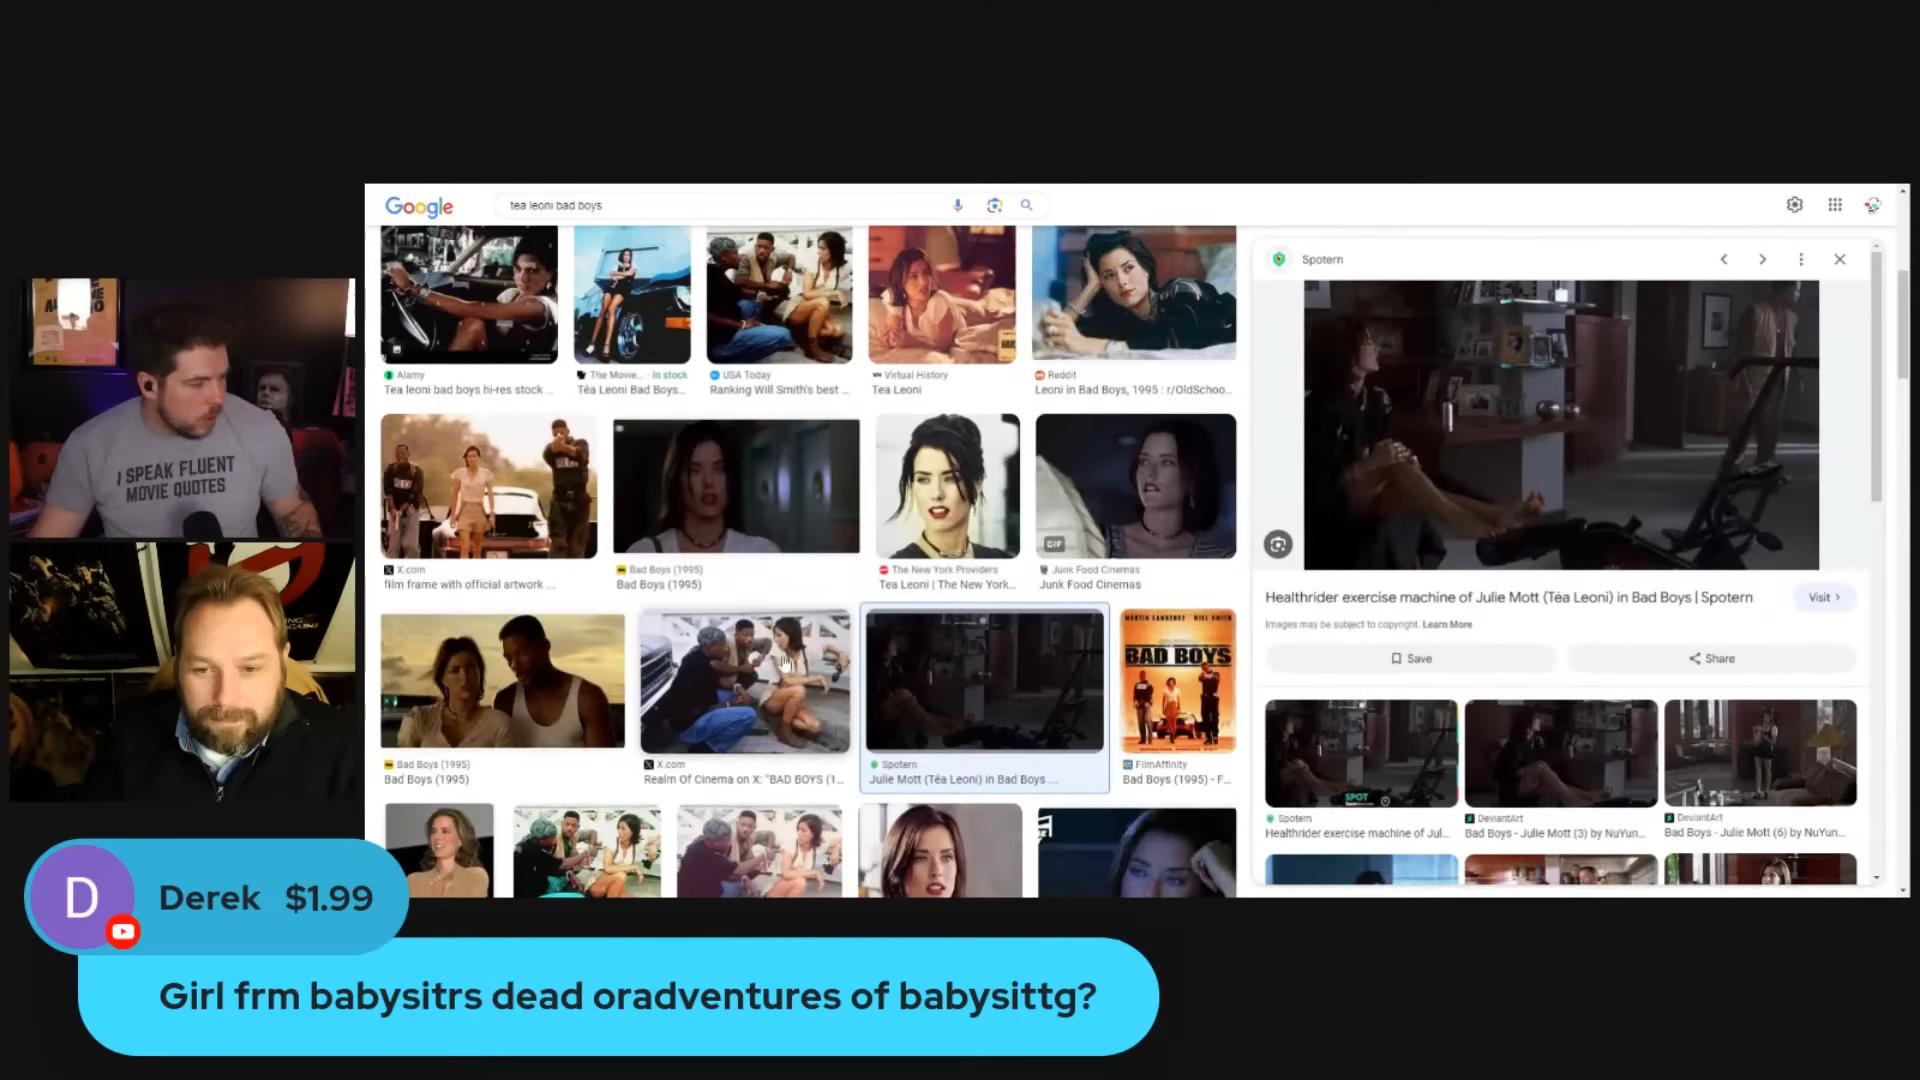 Google
tea leoni bad boys
Spotern
Alamy
Tea leoni bad boys hi-res stock ...
The Movie... · In stock
Téa Leoni Bad Boys...
USA Today
Ranking Will Smith's best ...
Virtual History
Tea Leoni
Reddit
Leoni in Bad Boys, 1995 : r/OldSchoo...
I SPEAK FLUENT
MOVIE QUOTES
GIF
X.com
film frame with official artwork ...
Bad Boys (1995)
Bad Boys (1995)
The New York Providers
Tea Leoni | The New York...
Junk Food Cinemas
Junk Food Cinemas
Healthrider exercise machine of Julie Mott (Téa Leoni) in Bad Boys | Spotern
Visit
Images may be subject to copyright. Learn More
Save
Share
MARTIN LAWRENCE WILL SMITH
BAD BOYS
Bad Boys (1995)
Bad Boys (1995)
X.com
Realm Of Cinema on X: "BAD BOYS (1...
Spotern
Julie Mott (Téa Leoni) in Bad Boys ...
FilmAffinity
Bad Boys (1995) - F...
SPOT
Spotern
Healthrider exercise machine of Jul...
DeviantArt
Bad Boys - Julie Mott (3) by NuYun...
DeviantArt
Bad Boys - Julie Mott (6) by NuYun...
D
Derek $1.99
Girl frm babysitrs dead oradventures of babysittg?